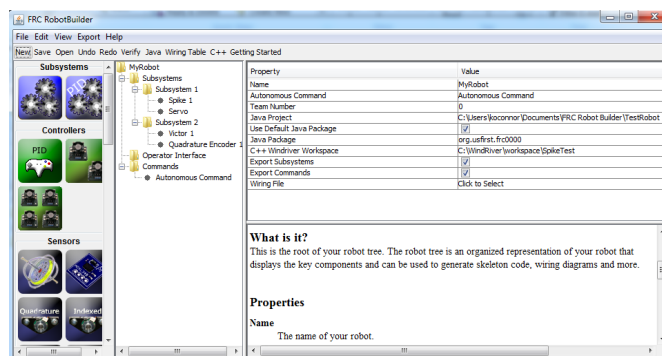 FRC RobotBuilder
File Edit View Export Help
New Save Open Undo Redo Verify Java Wiring Table C++ Getting Started
Subsystems
PID
Controllers
PID
Sensors
Quadrature
Indexed
MyRobot
Subsystems
Subsystem 1
Spike 1
Servo
Subsystem 2
Victor 1
Quadrature Encoder 1
Operator Interface
Commands
Autonomous Command
Property Value
Name MyRobot
Autonomous Command Autonomous Command
Team Number 0
Java Project C:\Users\koconnor\Documents\FRC Robot Builder\TestRobot
Use Default Java Package
Java Package org.usfirst.frc0000
C++ Windriver Workspace C:\WindRiver\workspace\SpikeTest
Export Subsystems
Export Commands
Wiring File Click to Select
What is it?
This is the root of your robot tree. The robot tree is an organized representation of your robot that
displays the key components and can be used to generate skeleton code, wiring diagrams and more.
Properties
Name
The name of your robot.